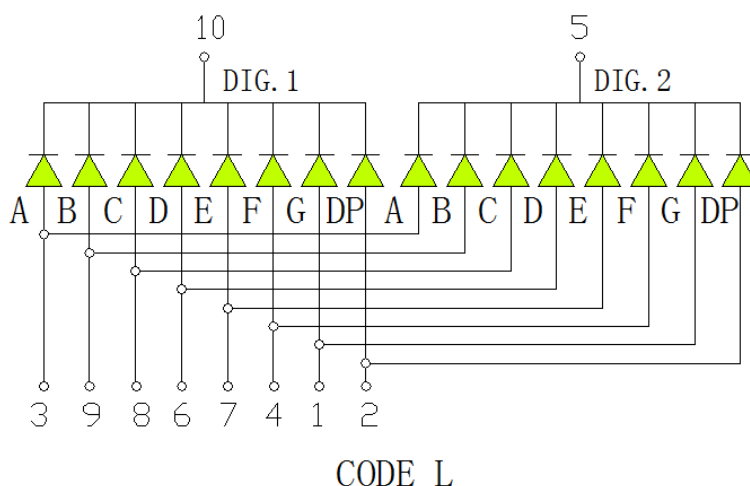 10 5
DIG.1 DIG.2
A B C D E F G DP A B C D E F G DP
3 9 8 6 7 4 1 2
CODE L